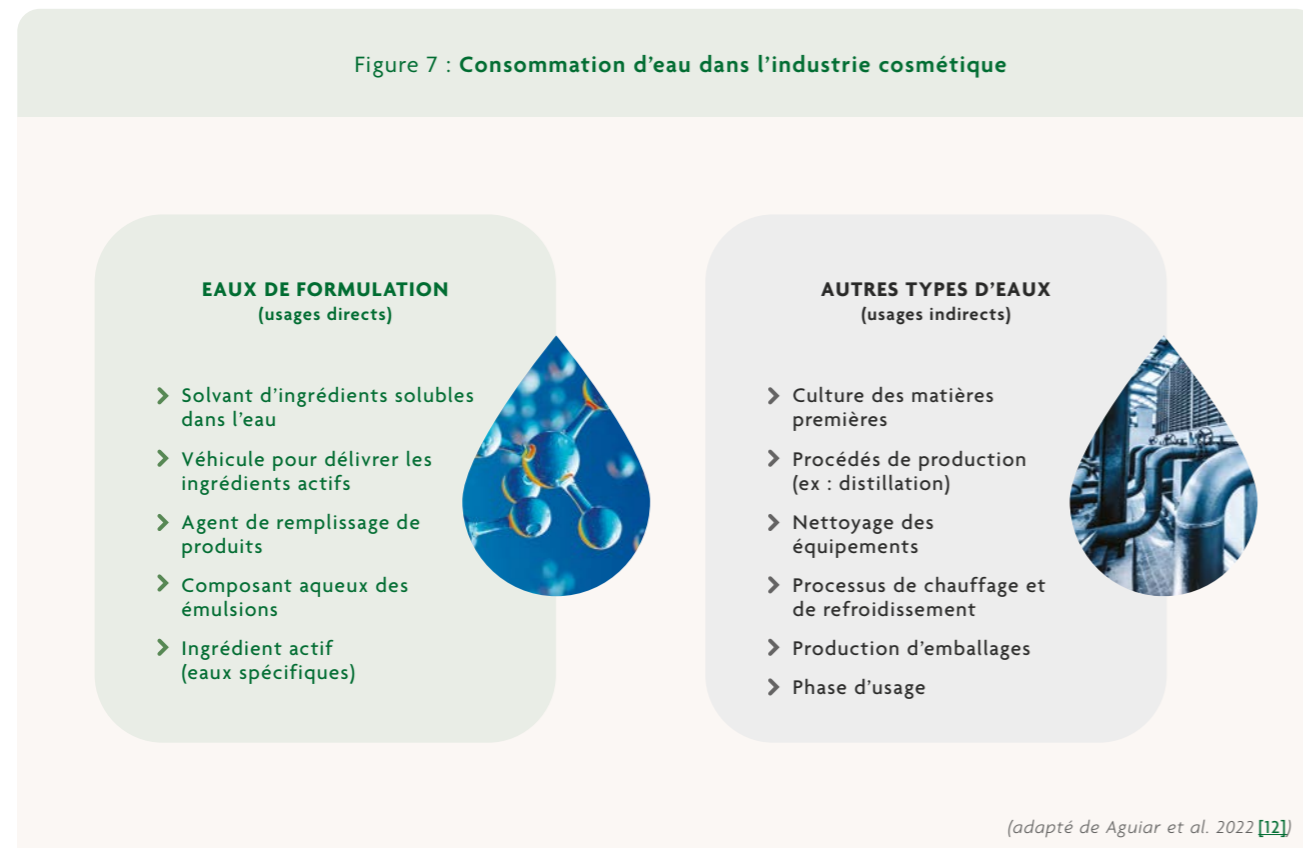 Figure 7 : Consommation d’eau dans l’industrie cosmétique
EAUX DE FORMULATION
(usages directs)
Solvant d’ingrédients solubles
dans l’eau
Véhicule pour délivrer les
ingrédients actifs
Agent de remplissage de
produits
Composant aqueux des
émulsions
Ingrédient actif
(eaux spécifiques)
AUTRES TYPES D’EAUX
(usages indirects)
Culture des matières
premières
Procédés de production
(ex : distillation)
Nettoyage des
équipements
Processus de chauffage et
de refroidissement
Production d’emballages
Phase d’usage
(adapté de Aguiar et al. 2022 [12])